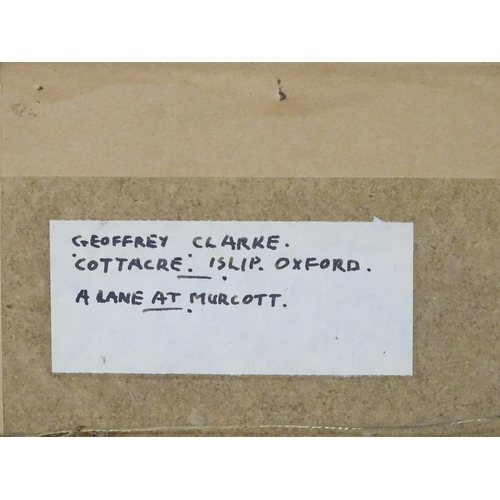 GEOFFREY CLARKE.
COTTACRE. ISLIP. OXFORD.
A LANE AT MURCOTT.